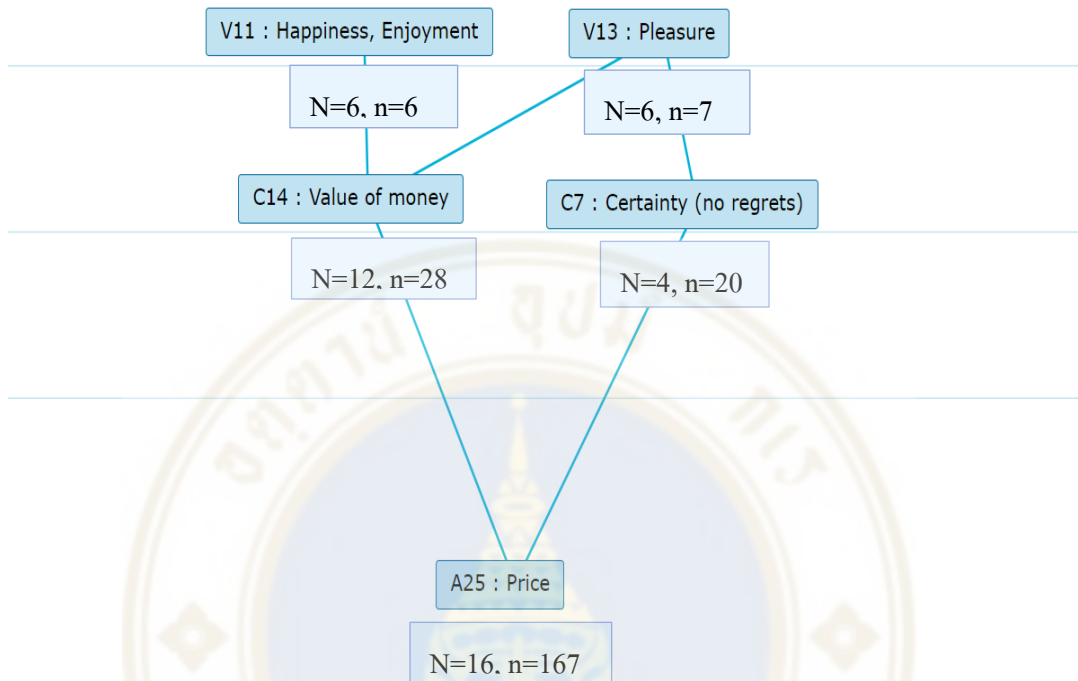 V11 : Happiness, Enjoyment
V13 : Pleasure
N=6, n=6
N=6, n=7
C14 : Value of money
C7 : Certainty (no regrets)
N=12, n=28
N=4, n=20
A25 : Price
N=16, n=167